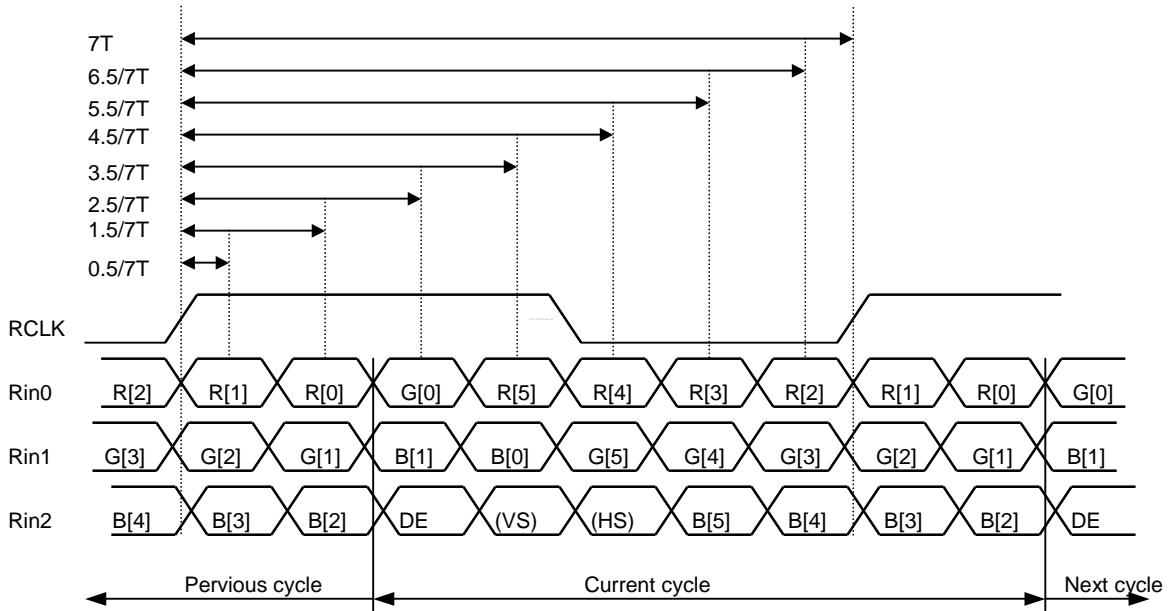 7T
6.5/7T
5.5/7T
4.5/7T
3.5/7T
2.5/7T
1.5/7T
0.5/7T
RCLK
Rin0 R[2] R[1] R[0] G[0] R[5] R[4] R[3] R[2] R[1] R[0] G[0]
Rin1 G[3] G[2] G[1] B[1] B[0] G[5] G[4] G[3] G[2] G[1] B[1]
Rin2 B[4] B[3] B[2] DE (VS) (HS) B[5] B[4] B[3] B[2] DE
Pervious cycle Current cycle Next cycle